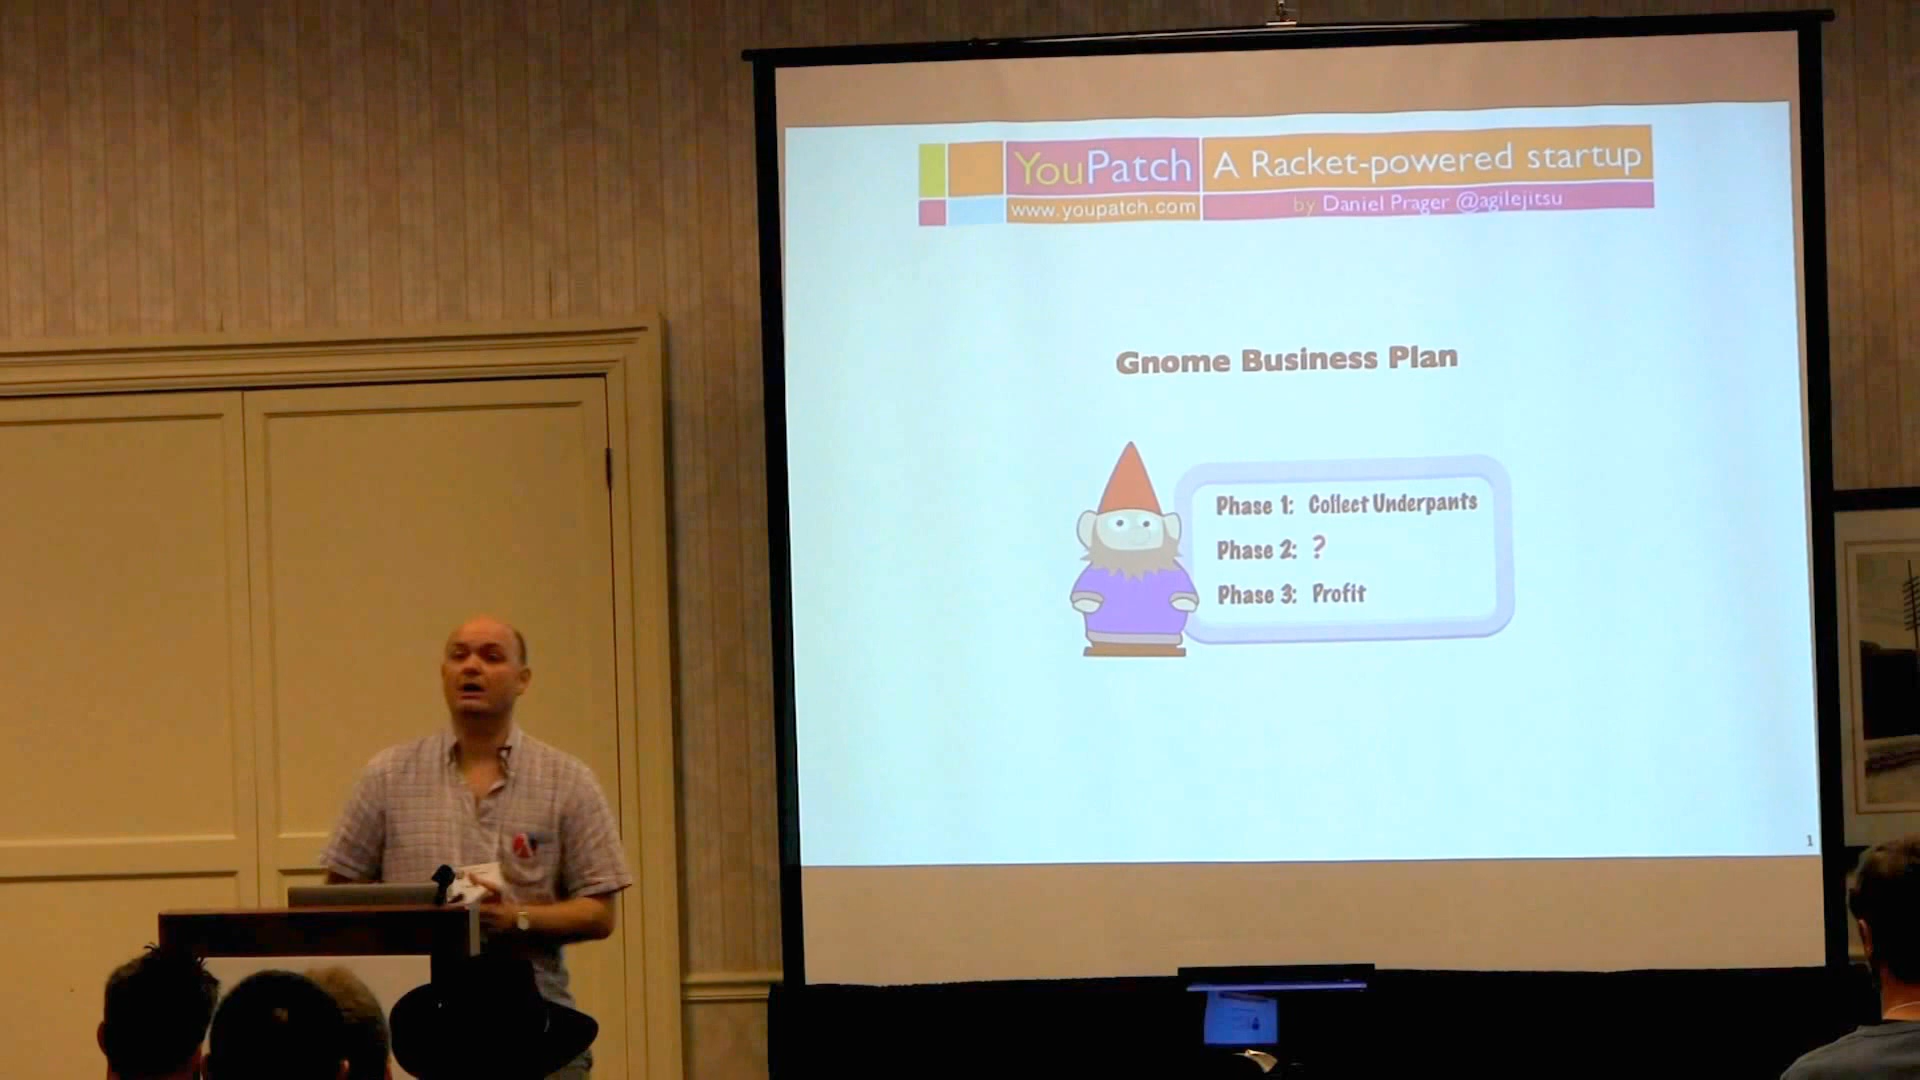 YouPatch
A Racket-powered startup
www.youpatch.com
by Daniel Prager @agilejitsu
Gnome Business Plan
Phase 1: Collect Underpants
Phase 2: ?
Phase 3: Profit
1